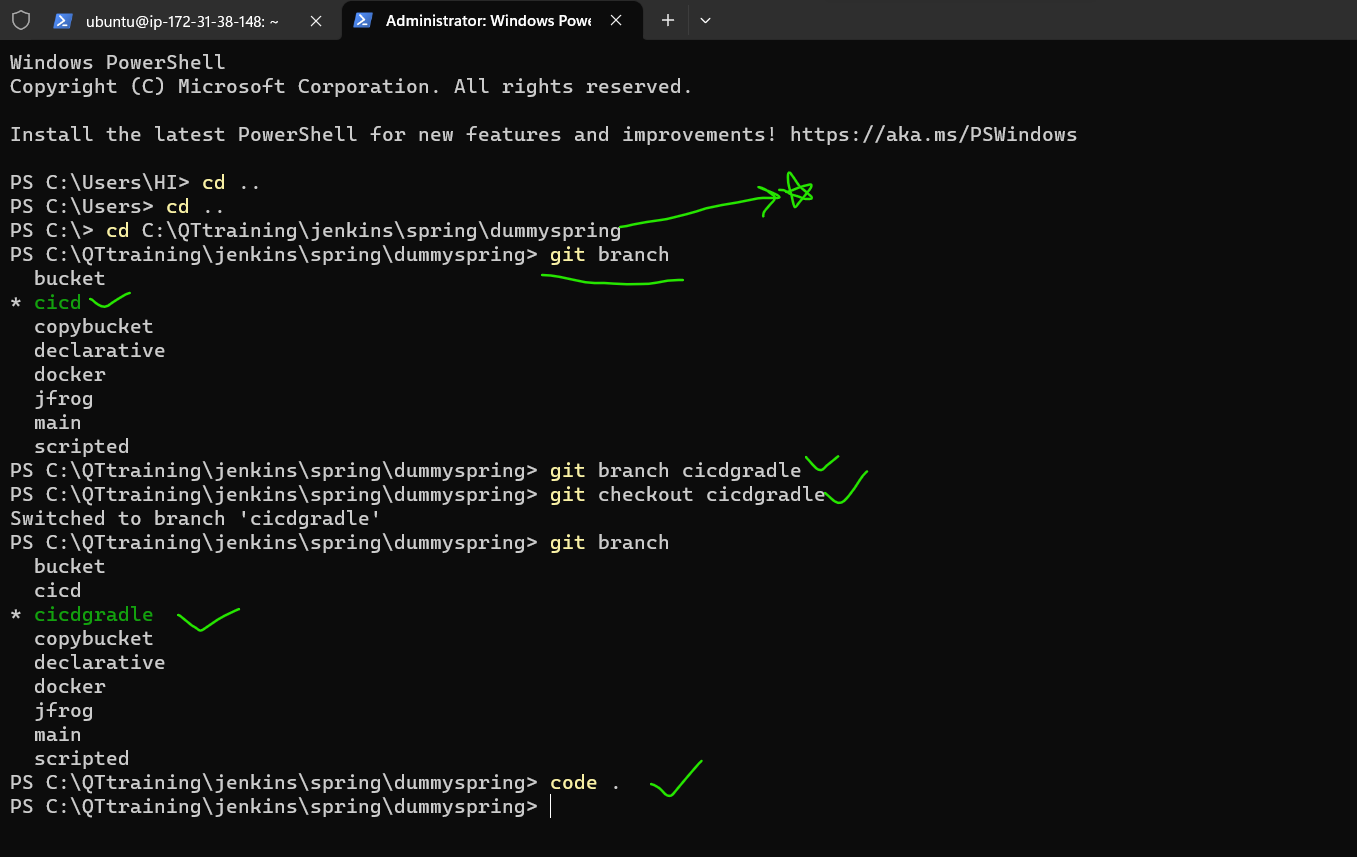 ubuntu@ip-172-31-38-148: ~
Administrator: Windows Powe
Windows PowerShell
Copyright (C) Microsoft Corporation. All rights reserved.
Install the latest PowerShell for new features and improvements! https://aka.ms/PSWindows
PS C:\Users\HI> cd ..
PS C:\Users> cd ..
PS C:\> cd C:\QTtraining\jenkins\spring\dummyspring
PS C:\QTtraining\jenkins\spring\dummyspring> git branch
  bucket
* cicd
  copybucket
  declarative
  docker
  jfrog
  main
  scripted
PS C:\QTtraining\jenkins\spring\dummyspring> git branch cicdgradle
PS C:\QTtraining\jenkins\spring\dummyspring> git checkout cicdgradle
Switched to branch 'cicdgradle'
PS C:\QTtraining\jenkins\spring\dummyspring> git branch
  bucket
  cicd
* cicdgradle
  copybucket
  declarative
  docker
  jfrog
  main
  scripted
PS C:\QTtraining\jenkins\spring\dummyspring> code .
PS C:\QTtraining\jenkins\spring\dummyspring>